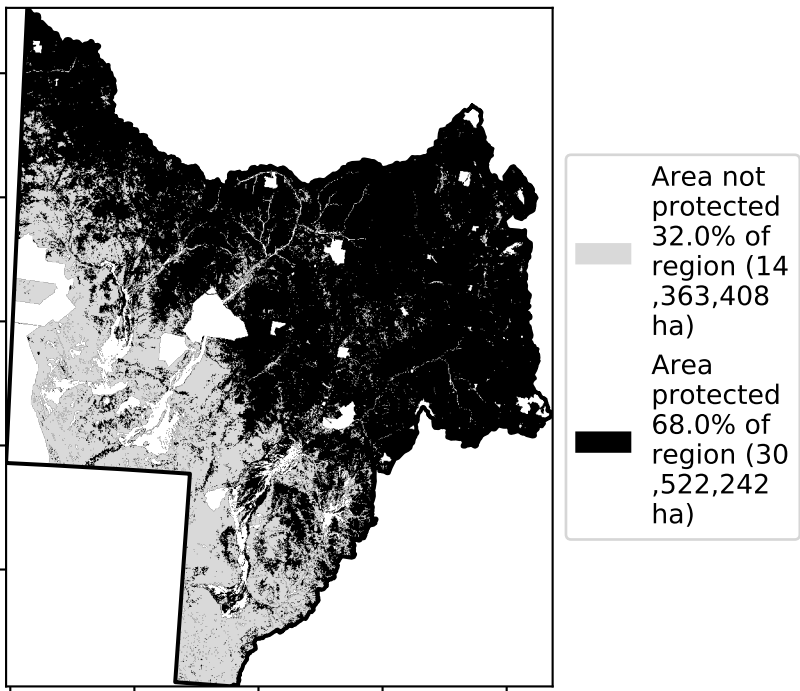 Area not
protected
32.0% of
region (14
,363,408
ha)
Area
protected
68.0% of
region (30
,522,242
ha)